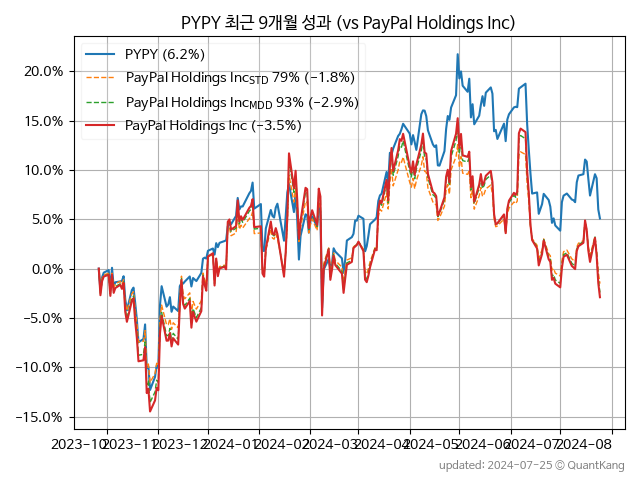 PYPY 최근 9개월 성과 (vs PayPal Holdings Inc)
PYPY (6.2%)
PayPal Holdings Inc_STD 79% (−1.8%)
PayPal Holdings Inc_MDD 93% (−2.9%)
PayPal Holdings Inc (−3.5%)
20.0%
15.0%
10.0%
5.0%
0.0%
−5.0%
−10.0%
−15.0%
2023-10 2023-11 2023-12 2024-01 2024-02 2024-03 2024-04 2024-05 2024-06 2024-07 2024-08
updated: 2024-07-25 © QuantKang